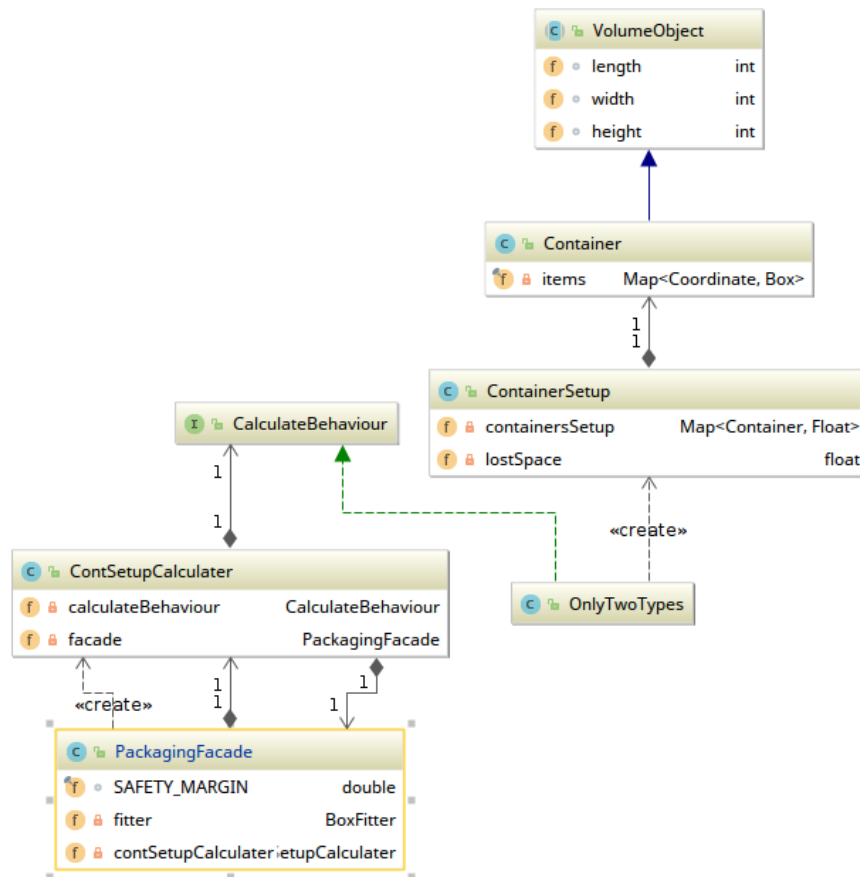 VolumeObject
length int
width int
height int
Container
items Map<Coordinate, Box>
1
1
ContainerSetup
containersSetup Map<Container, Float>
lostSpace float
CalculateBehaviour
1
«create»
1
ContSetupCalculater
calculateBehaviour CalculateBehaviour
facade PackagingFacade
OnlyTwoTypes
«create»
1
1
1
1
PackagingFacade
SAFETY_MARGIN double
fitter BoxFitter
contSetupCalculater SetupCalculater